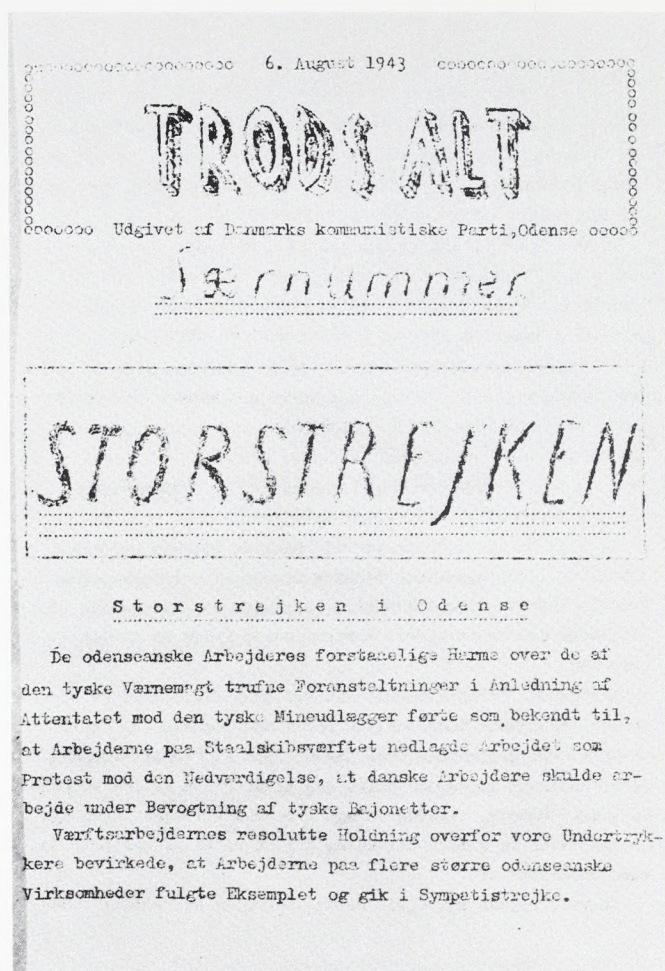 6. August 1943
TRODS ALT
Udgivet af Danmarks kommunistiske Parti,Odense
Særnummer
STORSTREJKEN
Storstrejken i Odense
De odenseanske Arbejderes forstaaelige Harme over de af
den tyske Værnemagt trufne Foranstaltninger i Anledning af
Attentatet mod den tyske Mineudlægger førte som bekendt til,
at Arbejderne paa Staalskibsværftet nedlagde Arbejdet som
Protest mod den Nedværdigelse, at danske Arbejdere skulde ar-
bejde under Bevogtning af tyske Bajonetter.
Værftsarbejdernes resolutte Holdning overfor vore Undertryk-
kere bevirkede, at Arbejderne paa flere større odenseanske
Virksomheder fulgte Eksemplet og gik i Sympatistrejke.